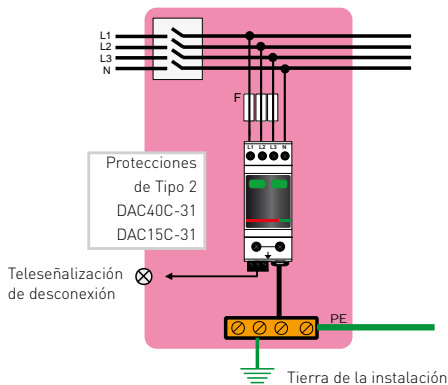 L1
L2
L3
N
F
L1 L2 L3 N
Protecciones
de Tipo 2
DAC40C-31
DAC15C-31
Teleseñalización
de desconexión
PE
Tierra de la instalación